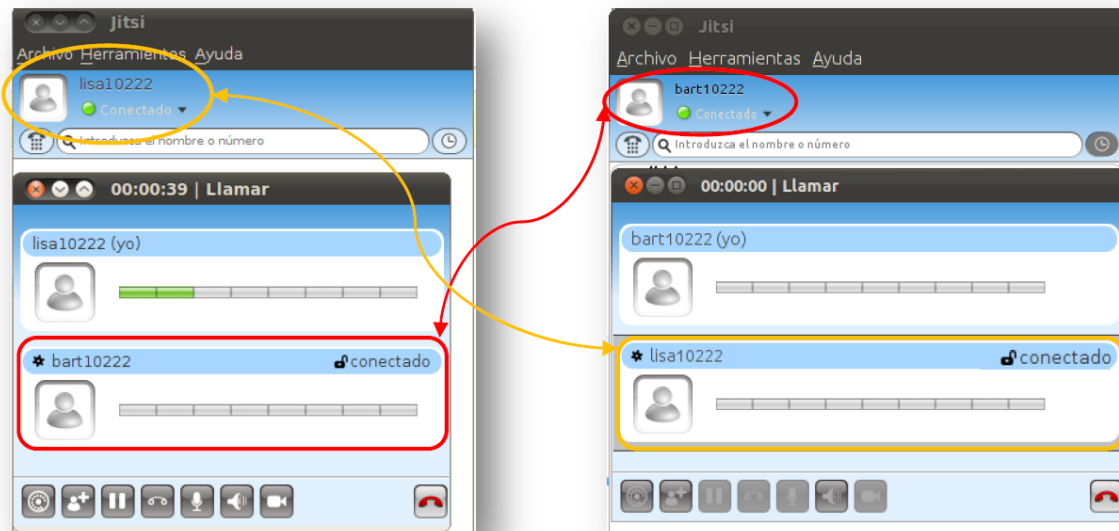 Jitsi
Archivo Herramientas Ayuda
lisa10222
Conectado
Introduzca el nombre o número
00:00:39 | Llamar
lisa10222 (yo)
bart10222
conectado
Jitsi
Archivo Herramientas Ayuda
bart10222
Conectado
Introduzca el nombre o número
00:00:00 | Llamar
bart10222 (yo)
lisa10222
conectado